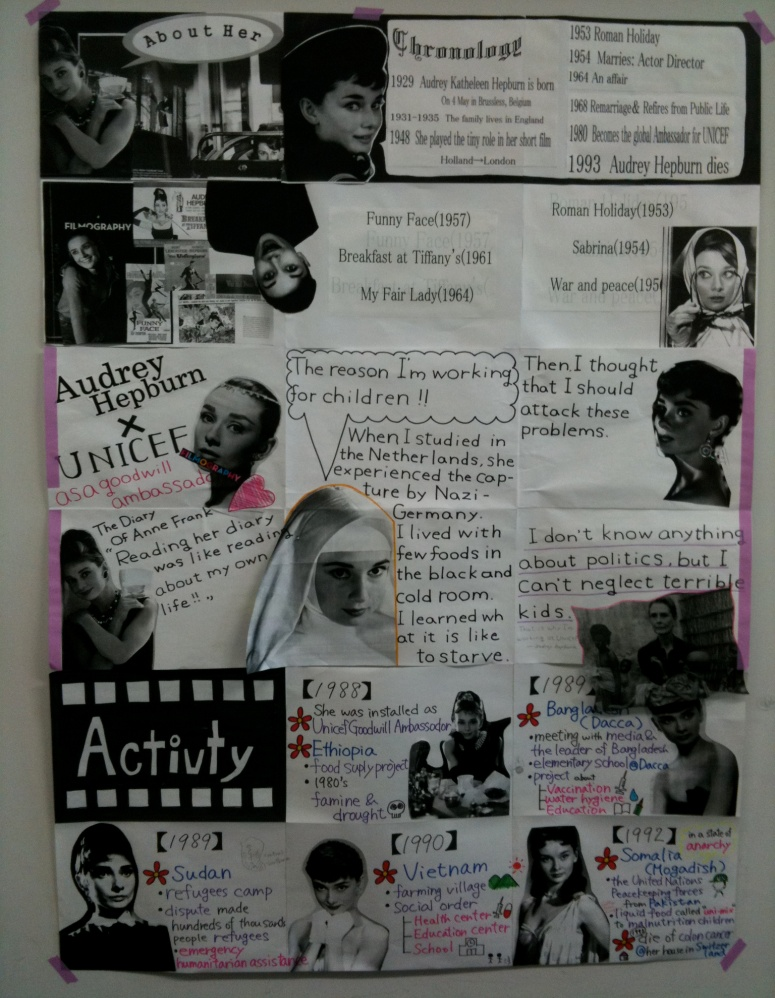 About Her
Chronology
1929 Audrey Katheleen Hepburn is born
On 4 May in Brussless, Belgium
1931-1935 The family lives in England
1948 She played the tiny role in her short film
Holland→London
1953 Roman Holiday
1954 Marries: Actor Director
1964 An affair
1968 Remarriage& Retires from Public Life
1980 Becomes the global Ambassador for UNICEF
1993 Audrey Hepburn dies
FILMOGRAPHY
FUNNY
FACE
Funny Face(1957)
Breakfast at Tiffany's(1961
My Fair Lady(1964)
Roman Holiday(1953)
Sabrina(1954)
War and peace(195
Audrey
Hepburn
×
UNICEF
FILMOGRAPHY
as a goodwill
ambassado
The reason I'm working
for children !!
When I studied in
the Netherlands, she
experienced the cap-
ture by Nazi-
Germany.
I lived with
few foods in
the black and
cold room.
I learned wh
at it is like
to starve.
Then. I thought
that I should
attack these
problems.
The Diary
OF Anne Frank
"Reading her diary
was like reading
about my own
life!!"
I don't know anything
about politics, but I
can't neglect terrible
kids.
Activty
【1988】
She was installed as
Unicef Goodwill Ambassador
Ethiopia
・food suply project
・1980's
famine &
drought
【1989
Bangla
(Dacca)
・meeting with media &
the leader of Bangladesh
・elementary school@Dacca
・project about
Vaccination
water hygiene
Education
【1989】
Sudan
・refugees camp
・dispute made
hundreds of thousands
people refugees
・emergency
humanitarian assistance
【1990】
Vietnam
・farming village
・Social order
Health center
Education center
School
【1992】
in a state of
anarchy
Somalia
(Mogadish)
・the United Nations
Peacekeeping forces
from Pakistan
・liquid food called uni-mix
to malnutrition children
die of colon cancer
@her house in Switzer
land